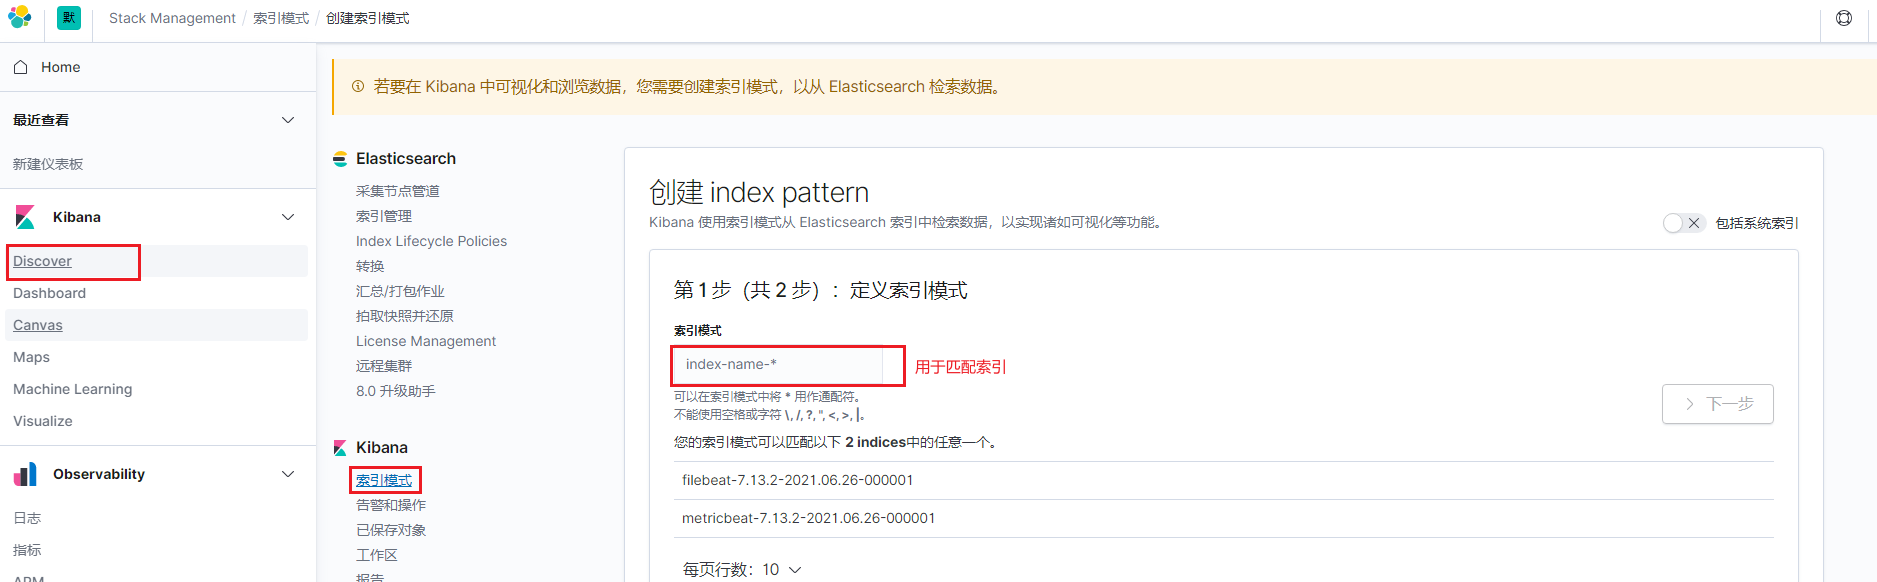 默 Stack Management / 索引模式 / 创建索引模式
Home
最近查看
新建仪表板
Kibana
Discover
Dashboard
Canvas
Maps
Machine Learning
Visualize
Observability
日志
指标
APM
若要在 Kibana 中可视化和浏览数据，您需要创建索引模式，以从 Elasticsearch 检索数据。
Elasticsearch
采集节点管道
索引管理
Index Lifecycle Policies
转换
汇总/打包作业
拍取快照并还原
License Management
远程集群
8.0 升级助手
Kibana
索引模式
告警和操作
已保存对象
工作区
报告
创建 index pattern
Kibana 使用索引模式从 Elasticsearch 索引中检索数据，以实现诸如可视化等功能。
包括系统索引
第 1 步（共 2 步）：定义索引模式
索引模式
index-name-*
用于匹配索引
可以在索引模式中将 * 用作通配符。
不能使用空格或字符 \, /, ?, ", <, >, |。
下一步
您的索引模式可以匹配以下 2 indices中的任意一个。
filebeat-7.13.2-2021.06.26-000001
metricbeat-7.13.2-2021.06.26-000001
每页行数：10